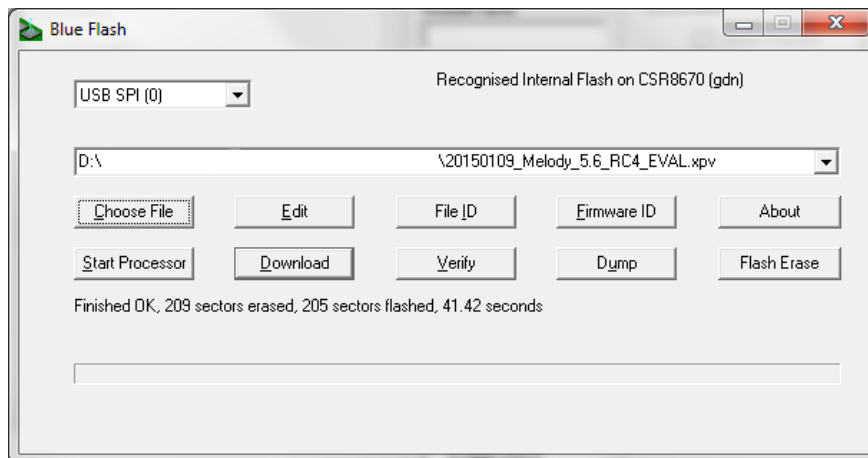 Blue Flash
USB SPI (0)
Recognised Internal Flash on CSR8670 (gdn)
D:\ \20150109_Melody_5.6_RC4_EVAL.xpv
Choose File Edit File ID Firmware ID About
Start Processor Download Verify Dump Flash Erase
Finished OK, 209 sectors erased, 205 sectors flashed, 41.42 seconds